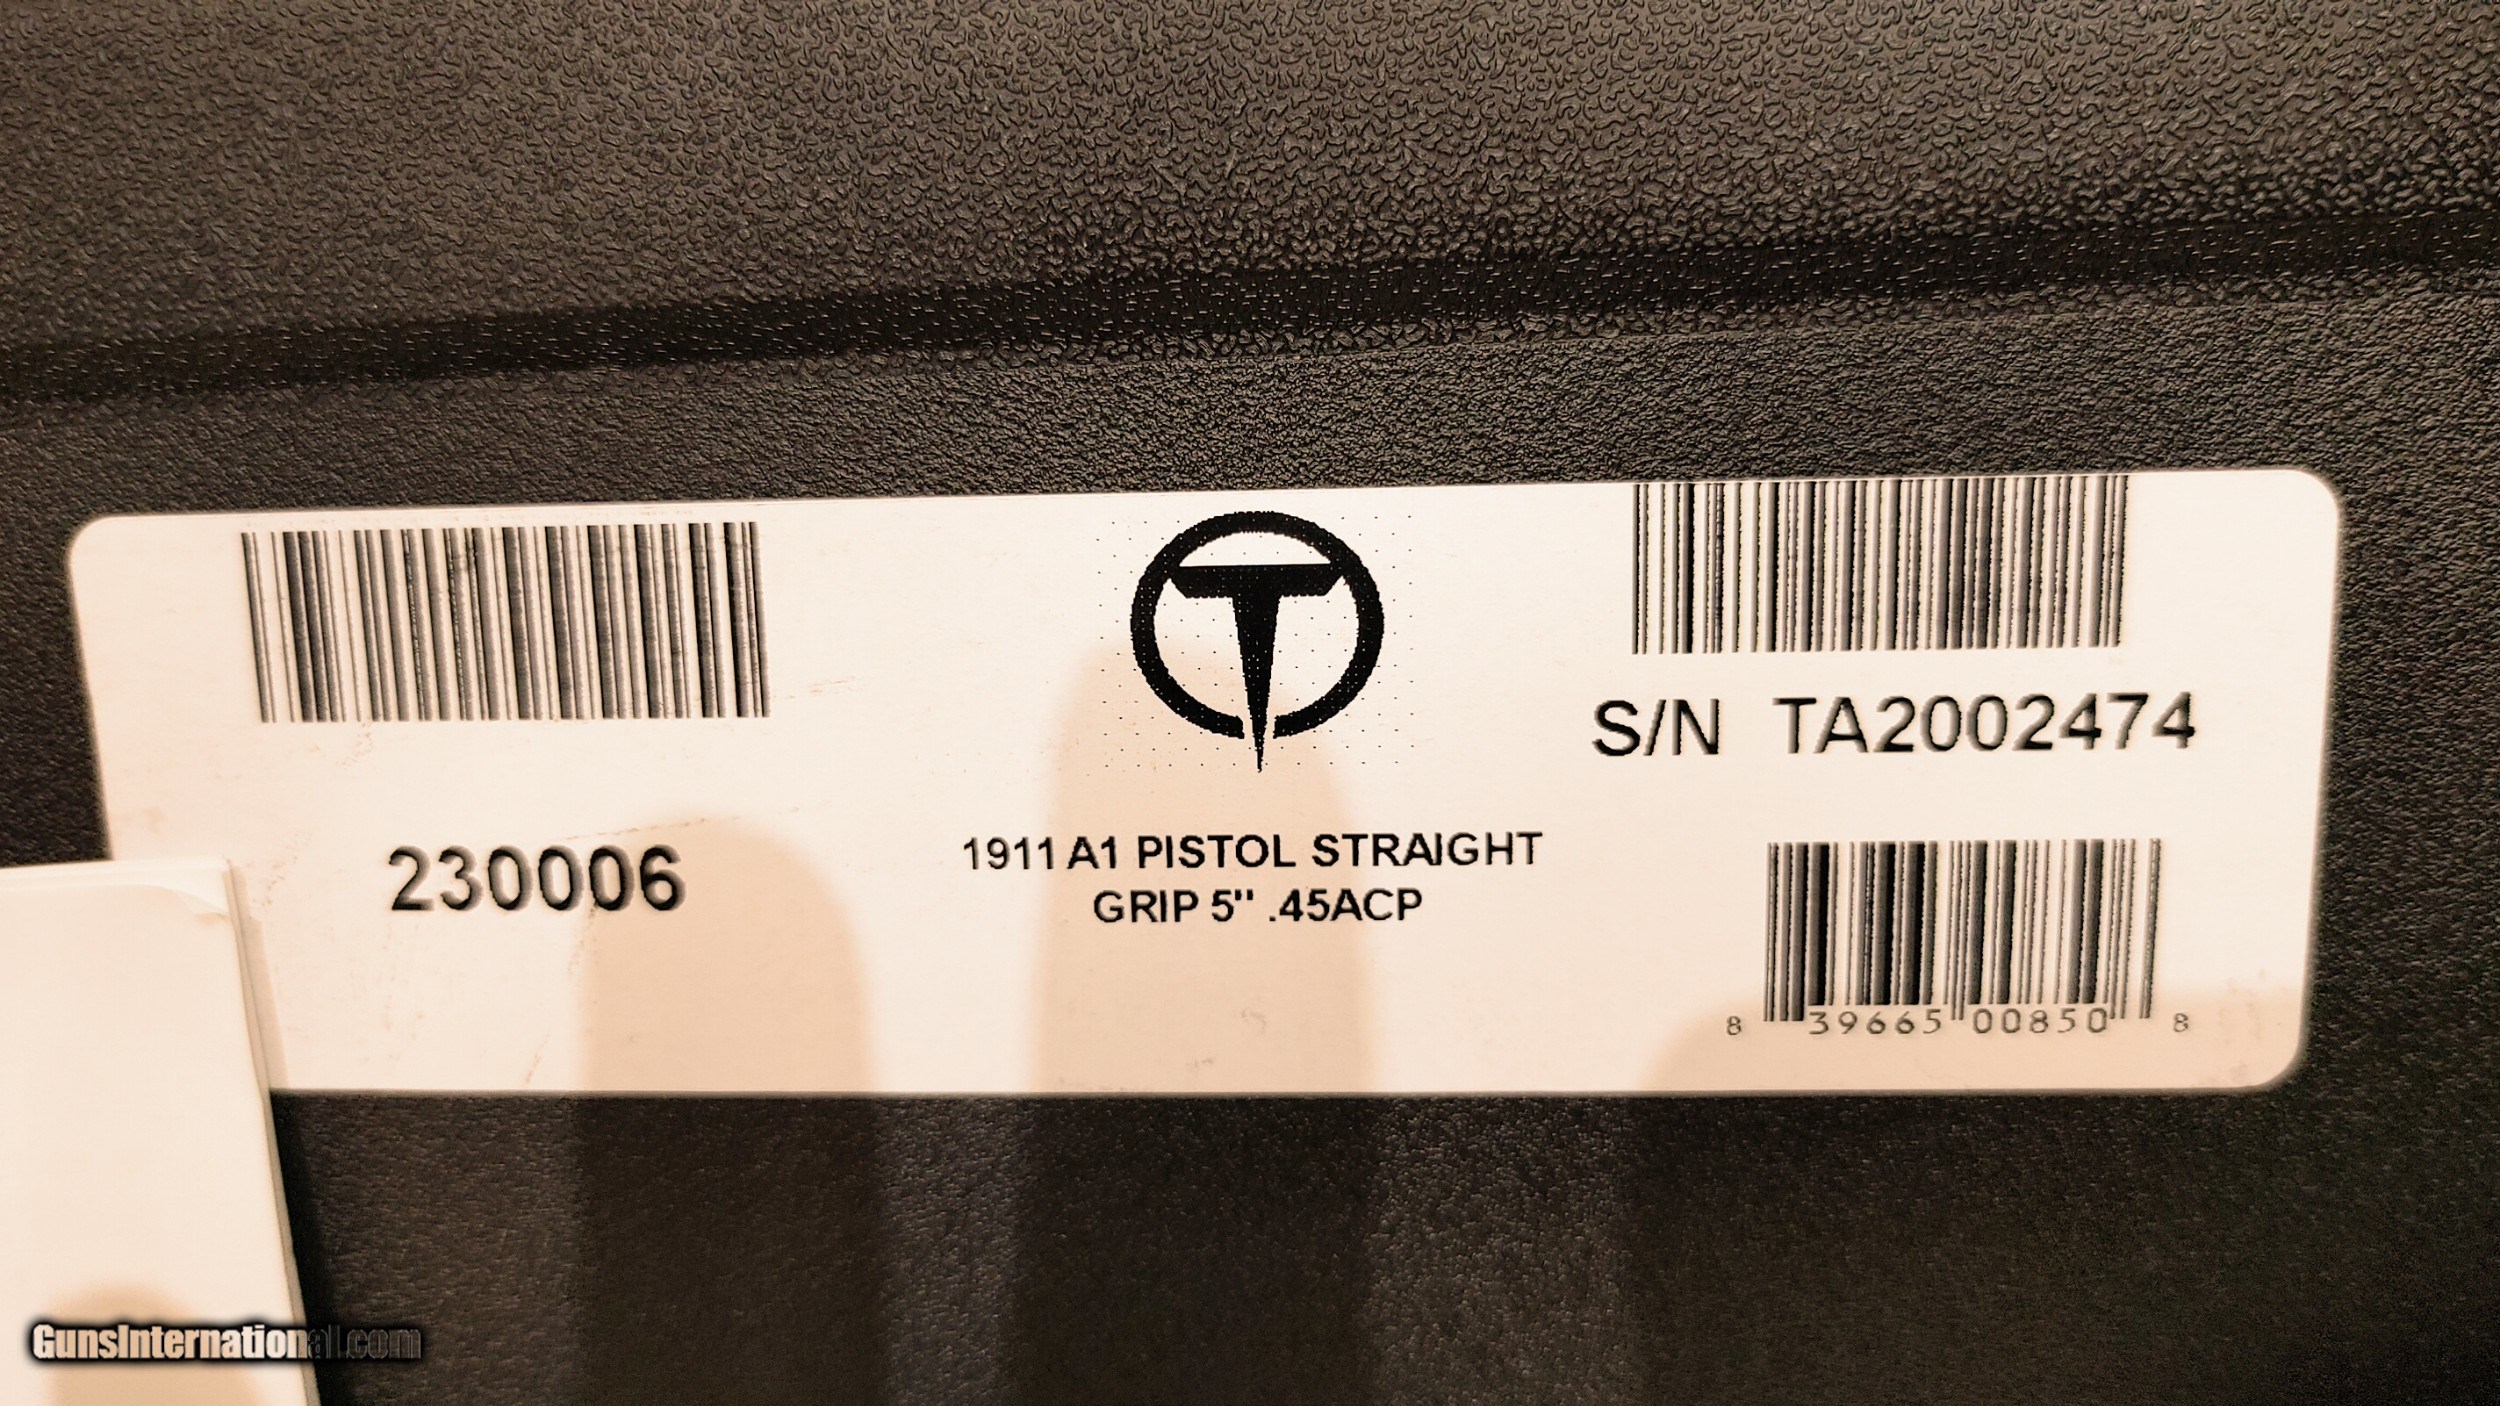 S/N TA2002474
230006
1911 A1 PISTOL STRAIGHT
GRIP 5" .45ACP
8 39665 00850 8
GunsInternational.com